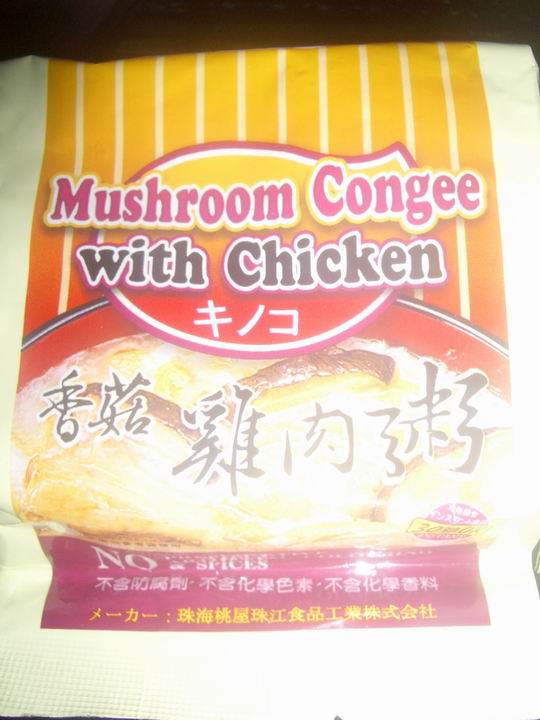 Mushroom Congee
with Chicken
キノコ
香菇 雞肉粥
NO
& SPICES
不含防腐劑·不含化學色素·不含化學香料
メーカー：珠海桃屋珠江食品工業株式会社